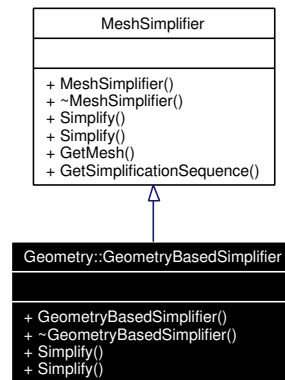 MeshSimplifier
+ MeshSimplifier()
+ ~MeshSimplifier()
+ Simplify()
+ Simplify()
+ GetMesh()
+ GetSimplificationSequence()
Geometry::GeometryBasedSimplifier
+ GeometryBasedSimplifier()
+ ~GeometryBasedSimplifier()
+ Simplify()
+ Simplify()